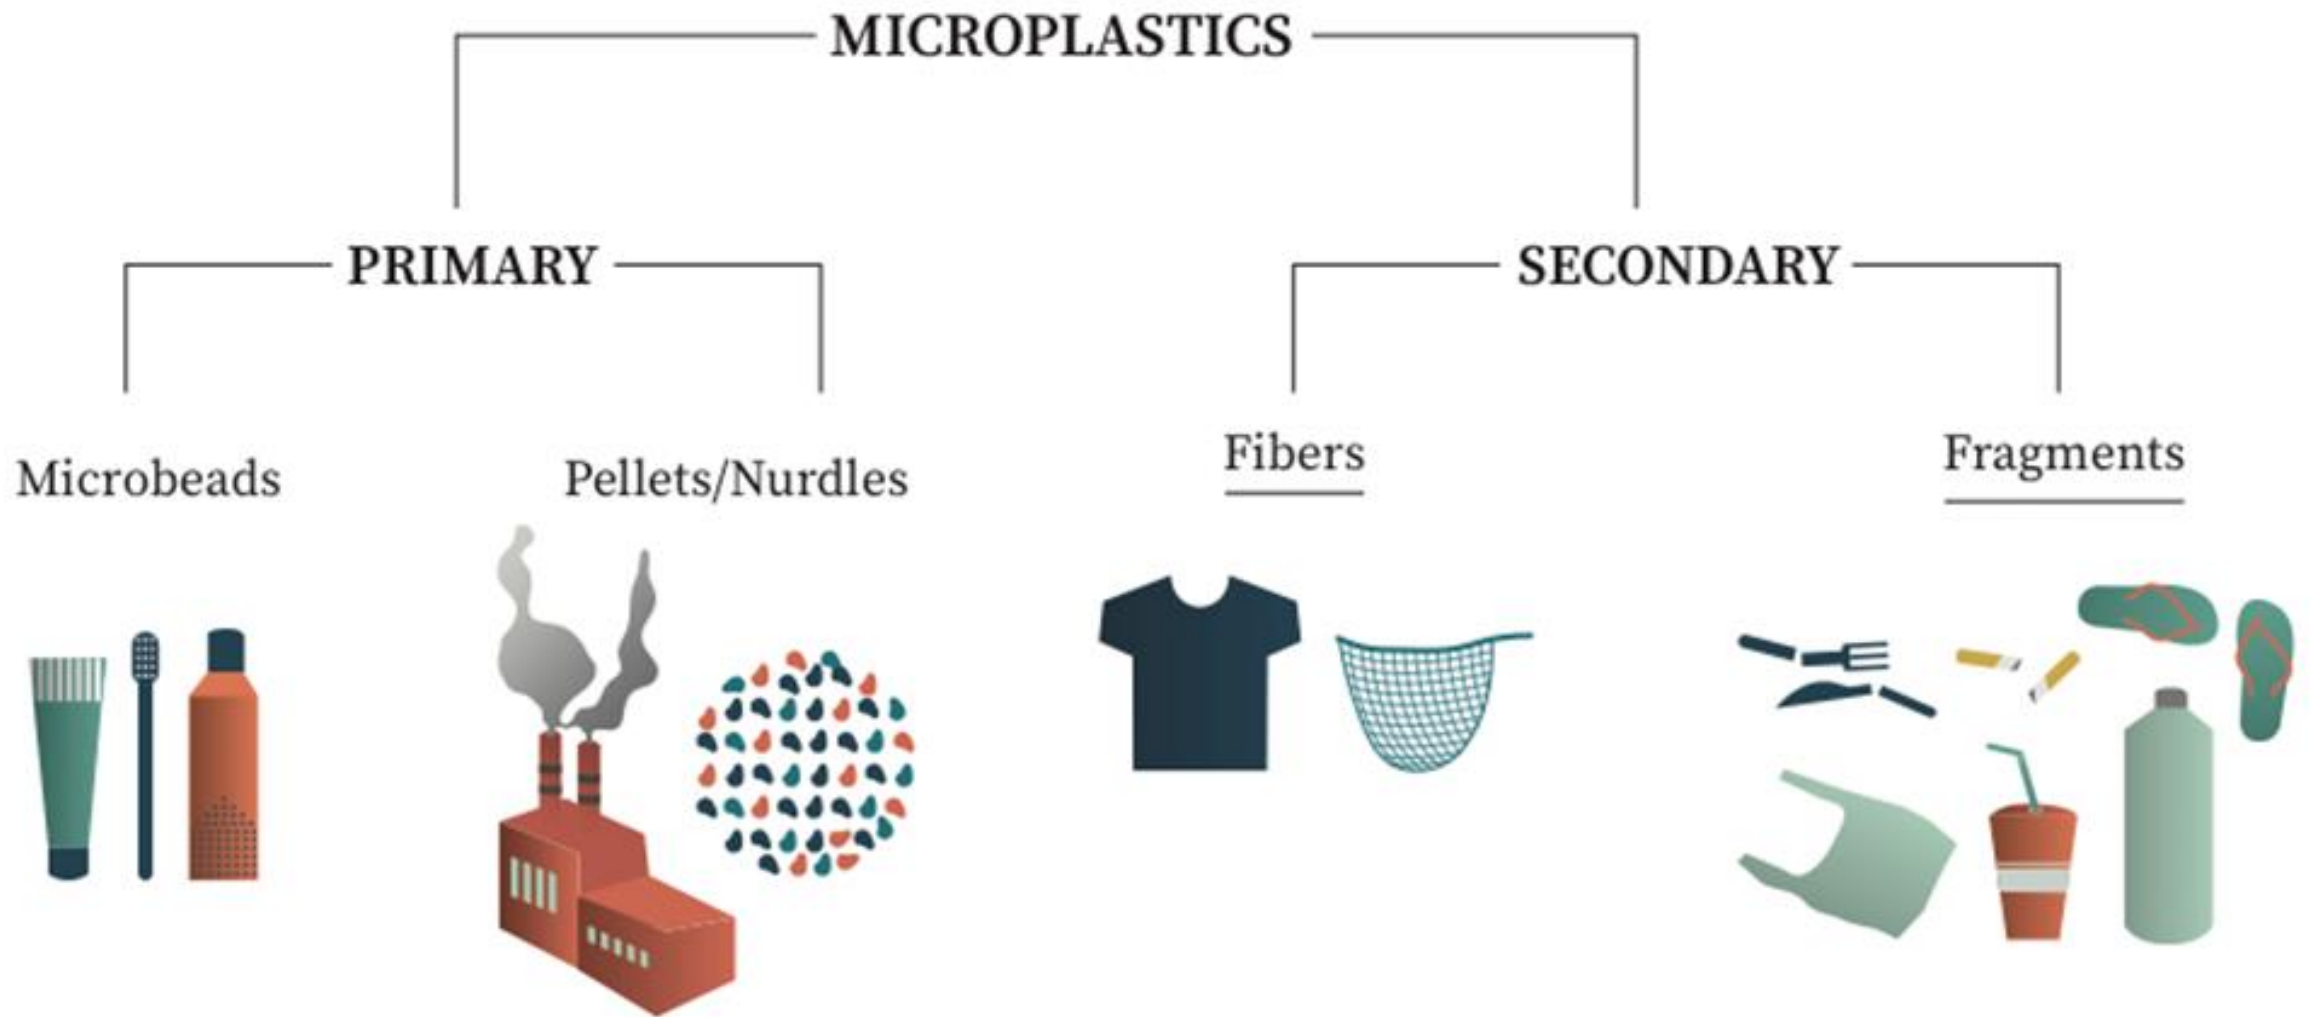 MICROPLASTICS
PRIMARY
SECONDARY
Microbeads
Pellets/Nurdles
Fibers
Fragments